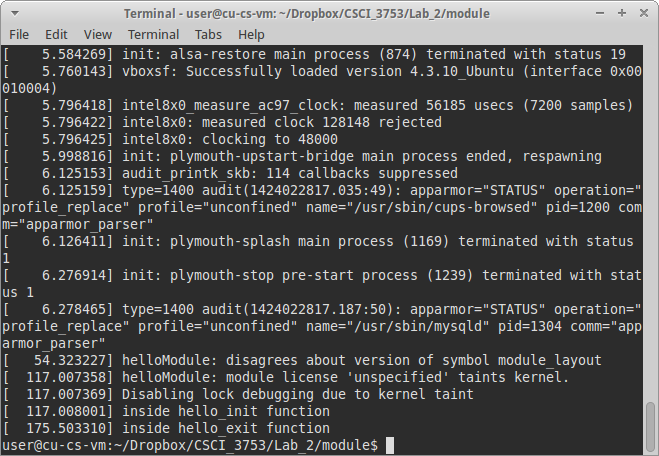 Terminal - user@cu-cs-vm: ~/Dropbox/CSCI_3753/Lab_2/module
File Edit View Terminal Tabs Help
[    5.584269] init: alsa-restore main process (874) terminated with status 19
[    5.760143] vboxsf: Successfully loaded version 4.3.10_Ubuntu (interface 0x00
010004)
[    5.796418] intel8x0_measure_ac97_clock: measured 56185 usecs (7200 samples)
[    5.796422] intel8x0: measured clock 128148 rejected
[    5.796425] intel8x0: clocking to 48000
[    5.998816] init: plymouth-upstart-bridge main process ended, respawning
[    6.125153] audit_printk_skb: 114 callbacks suppressed
[    6.125159] type=1400 audit(1424022817.035:49): apparmor="STATUS" operation="
profile_replace" profile="unconfined" name="/usr/sbin/cups-browsed" pid=1200 com
m="apparmor_parser"
[    6.126411] init: plymouth-splash main process (1169) terminated with status
1
[    6.276914] init: plymouth-stop pre-start process (1239) terminated with stat
us 1
[    6.278465] type=1400 audit(1424022817.187:50): apparmor="STATUS" operation="
profile_replace" profile="unconfined" name="/usr/sbin/mysqld" pid=1304 comm="app
armor_parser"
[   54.323227] helloModule: disagrees about version of symbol module_layout
[  117.007358] helloModule: module license 'unspecified' taints kernel.
[  117.007369] Disabling lock debugging due to kernel taint
[  117.008001] inside hello_init function
[  175.503310] inside hello_exit function
user@cu-cs-vm:~/Dropbox/CSCI_3753/Lab_2/module$